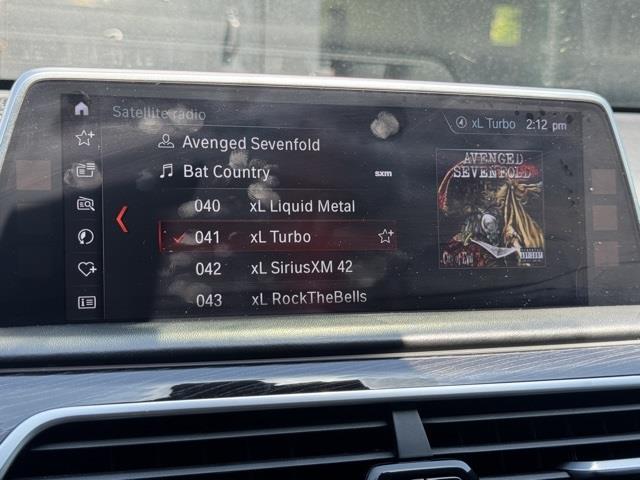 Satellite radio
xL Turbo 2:12 pm
Avenged Sevenfold
Bat Country
sxm
040 xL Liquid Metal
041 xL Turbo
042 xL SiriusXM 42
043 xL RockTheBells
AVENGED
SEVENFOLD